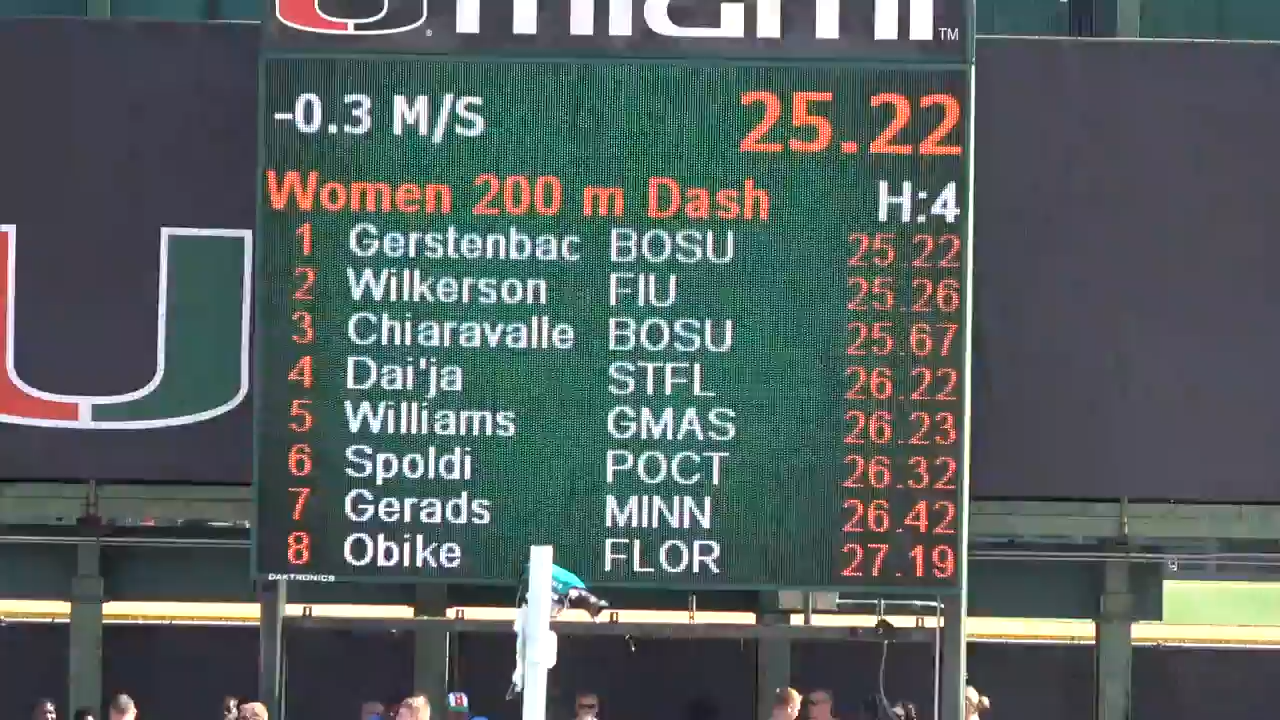 U ® miami ™
-0.3 M/S 25.22
Women 200 m Dash H:4
1 Gerstenbac BOSU 25.22
2 Wilkerson FIU 25.26
3 Chiaravalle BOSU 25.67
4 Dai'ja STFL 26.22
5 Williams GMAS 26.23
6 Spoldi POCT 26.32
7 Gerads MINN 26.42
8 Obike FLOR 27.19
DAKTRONICS
U